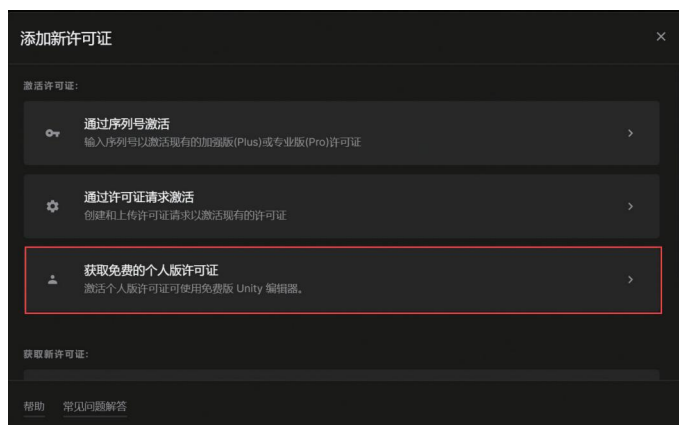 添加新许可证
激活许可证:
通过序列号激活
输入序列号以激活现有的加强版(Plus)或专业版(Pro)许可证
通过许可证请求激活
创建和上传许可证请求以激活现有的许可证
获取免费的个人版许可证
激活个人版许可证可使用免费版 Unity 编辑器。
获取新许可证:
帮助 常见问题解答